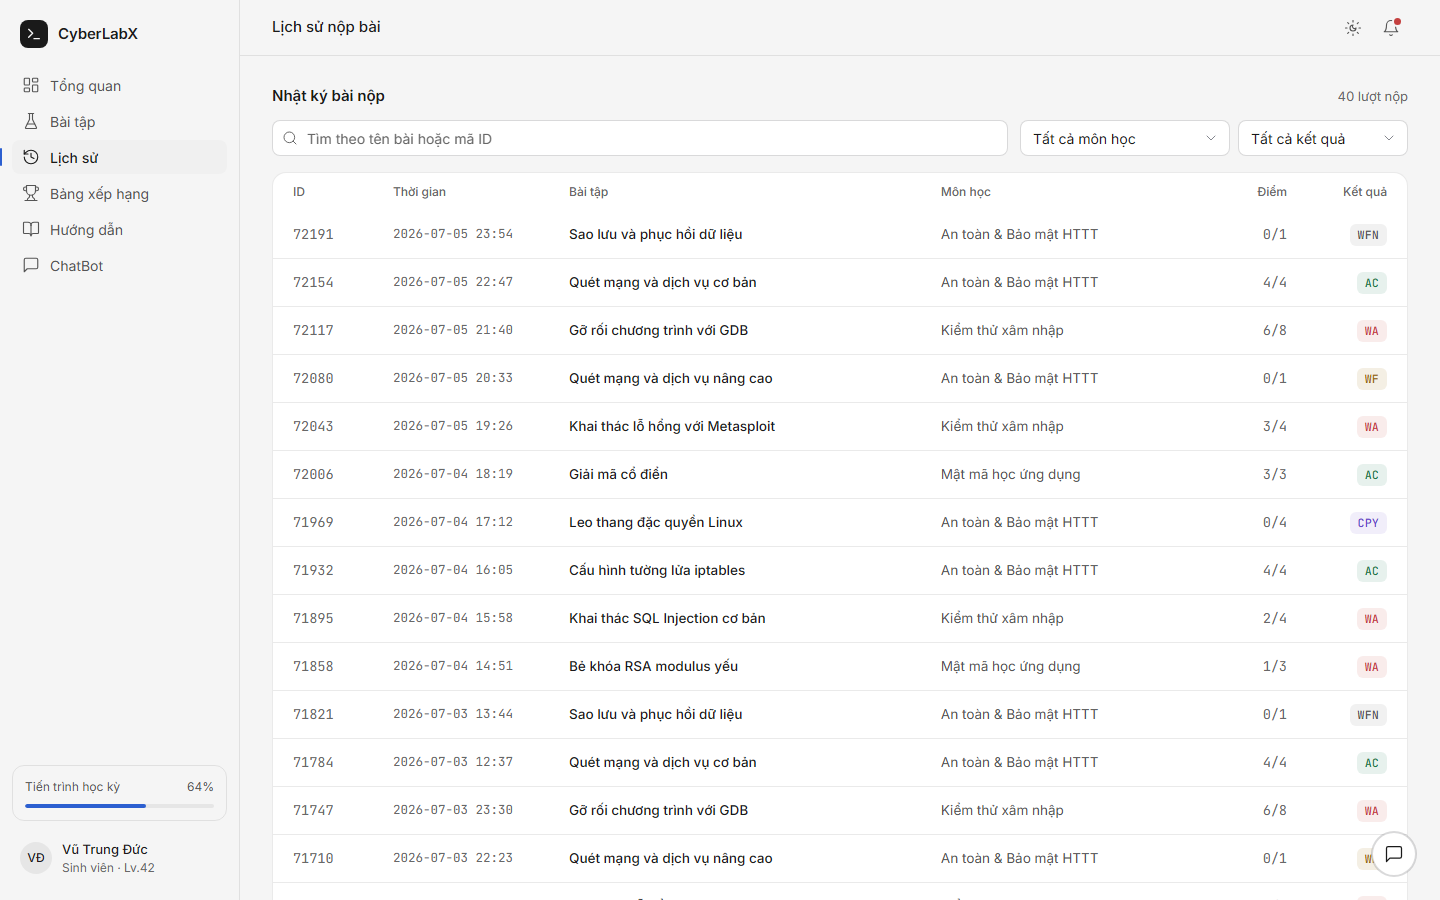 CyberLabX
Tổng quan
Bài tập
Lịch sử
Bảng xếp hạng
Hướng dẫn
ChatBot
Tiến trình học kỳ 64%
VĐ
Vũ Trung Đức
Sinh viên · Lv.42
Lịch sử nộp bài
Nhật ký bài nộp
40 lượt nộp
Tìm theo tên bài hoặc mã ID
Tất cả môn học
Tất cả kết quả
ID Thời gian Bài tập Môn học Điểm Kết quả
72191 2026-07-05 23:54 Sao lưu và phục hồi dữ liệu An toàn & Bảo mật HTTT 0/1 WFN
72154 2026-07-05 22:47 Quét mạng và dịch vụ cơ bản An toàn & Bảo mật HTTT 4/4 AC
72117 2026-07-05 21:40 Gỡ rối chương trình với GDB Kiểm thử xâm nhập 6/8 WA
72080 2026-07-05 20:33 Quét mạng và dịch vụ nâng cao An toàn & Bảo mật HTTT 0/1 WF
72043 2026-07-05 19:26 Khai thác lỗ hổng với Metasploit Kiểm thử xâm nhập 3/4 WA
72006 2026-07-04 18:19 Giải mã cổ điển Mật mã học ứng dụng 3/3 AC
71969 2026-07-04 17:12 Leo thang đặc quyền Linux An toàn & Bảo mật HTTT 0/4 CPY
71932 2026-07-04 16:05 Cấu hình tường lửa iptables An toàn & Bảo mật HTTT 4/4 AC
71895 2026-07-04 15:58 Khai thác SQL Injection cơ bản Kiểm thử xâm nhập 2/4 WA
71858 2026-07-04 14:51 Bẻ khóa RSA modulus yếu Mật mã học ứng dụng 1/3 WA
71821 2026-07-03 13:44 Sao lưu và phục hồi dữ liệu An toàn & Bảo mật HTTT 0/1 WFN
71784 2026-07-03 12:37 Quét mạng và dịch vụ cơ bản An toàn & Bảo mật HTTT 4/4 AC
71747 2026-07-03 23:30 Gỡ rối chương trình với GDB Kiểm thử xâm nhập 6/8 WA
71710 2026-07-03 22:23 Quét mạng và dịch vụ nâng cao An toàn & Bảo mật HTTT 0/1